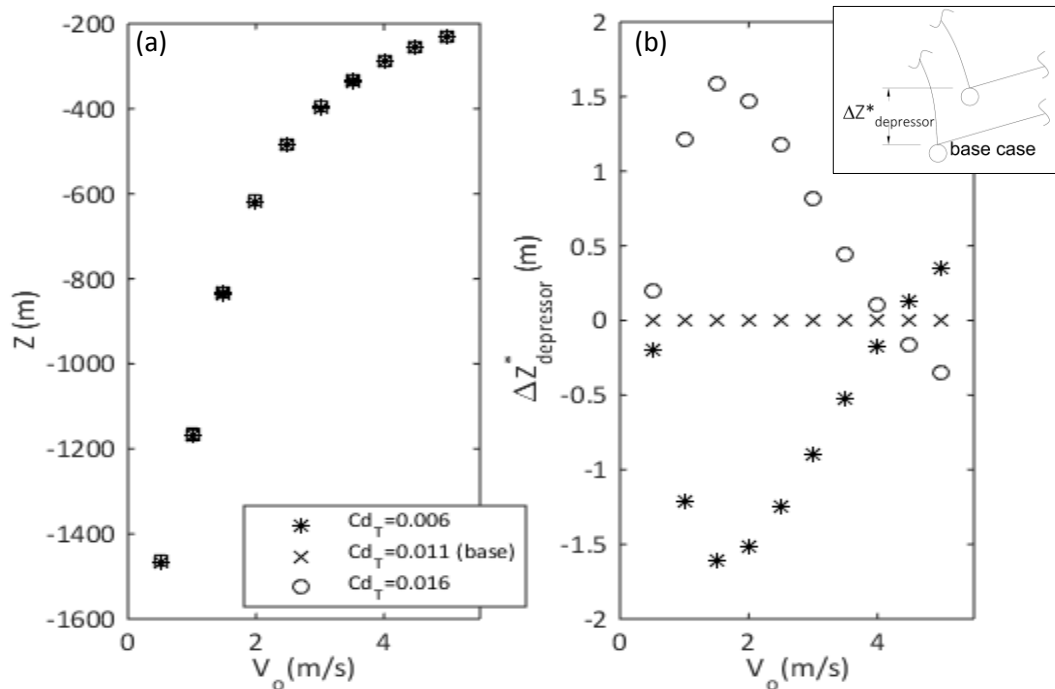 (a)
-200
-400
-600
-800
-1000
-1200
-1400
-1600
Z (m)
0
2
4
V_o(m/s)
Cd_T=0.006
Cd_T=0.011 (base)
Cd_T=0.016
(b)
2
1.5
1
0.5
0
-0.5
-1
-1.5
-2
ΔZ*_depressor (m)
0
2
4
V_o(m/s)
ΔZ*_depressor
base case